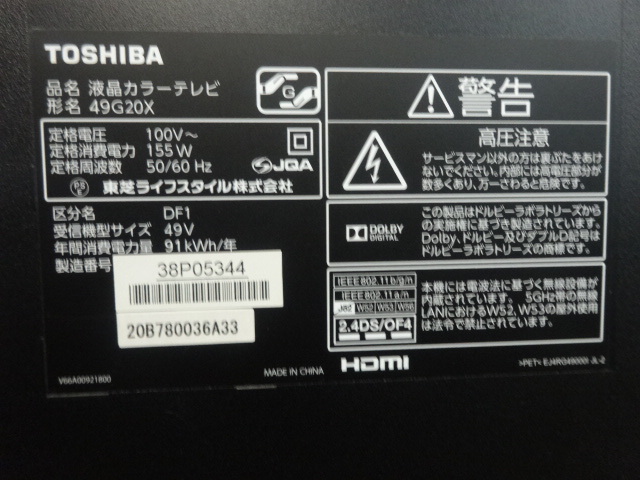 TOSHIBA
品名 液晶カラーテレビ
形名 49G20X
G
定格電圧 100V～
定格消費電力 155W
定格周波数 50/60 Hz
JQA
東芝ライフスタイル株式会社
区分名 DF1
受信機型サイズ 49V
年間消費電力量 91kWh/年
製造番号
38P05344
20B780036A33
V66A00921800
MADE IN CHINA
警告
高圧注意
サービスマン以外の方は裏ぶたをあけ
ないでください。内部には高電圧部分が
数多くあり、万一さわると危険です。
DOLBY
DIGITAL
この製品はドルビーラボラトリーズから
の実施権に基づき製造されています。
Dolby、ドルビー及びダブルD記号は
ドルビーラボラトリーズの商標です。
IEEE802.11b/g/n
IEEE802.11a/n
J52 W52 W53 W56
2.4DS/OF4
本機には電波法に基づく無線設備が
内蔵されています。 5GHz帯の無線
LANにおけるW52、W53の屋外使用
は法令で禁止されています。
HDMI
>PET< EJ4RG49000I JL-2